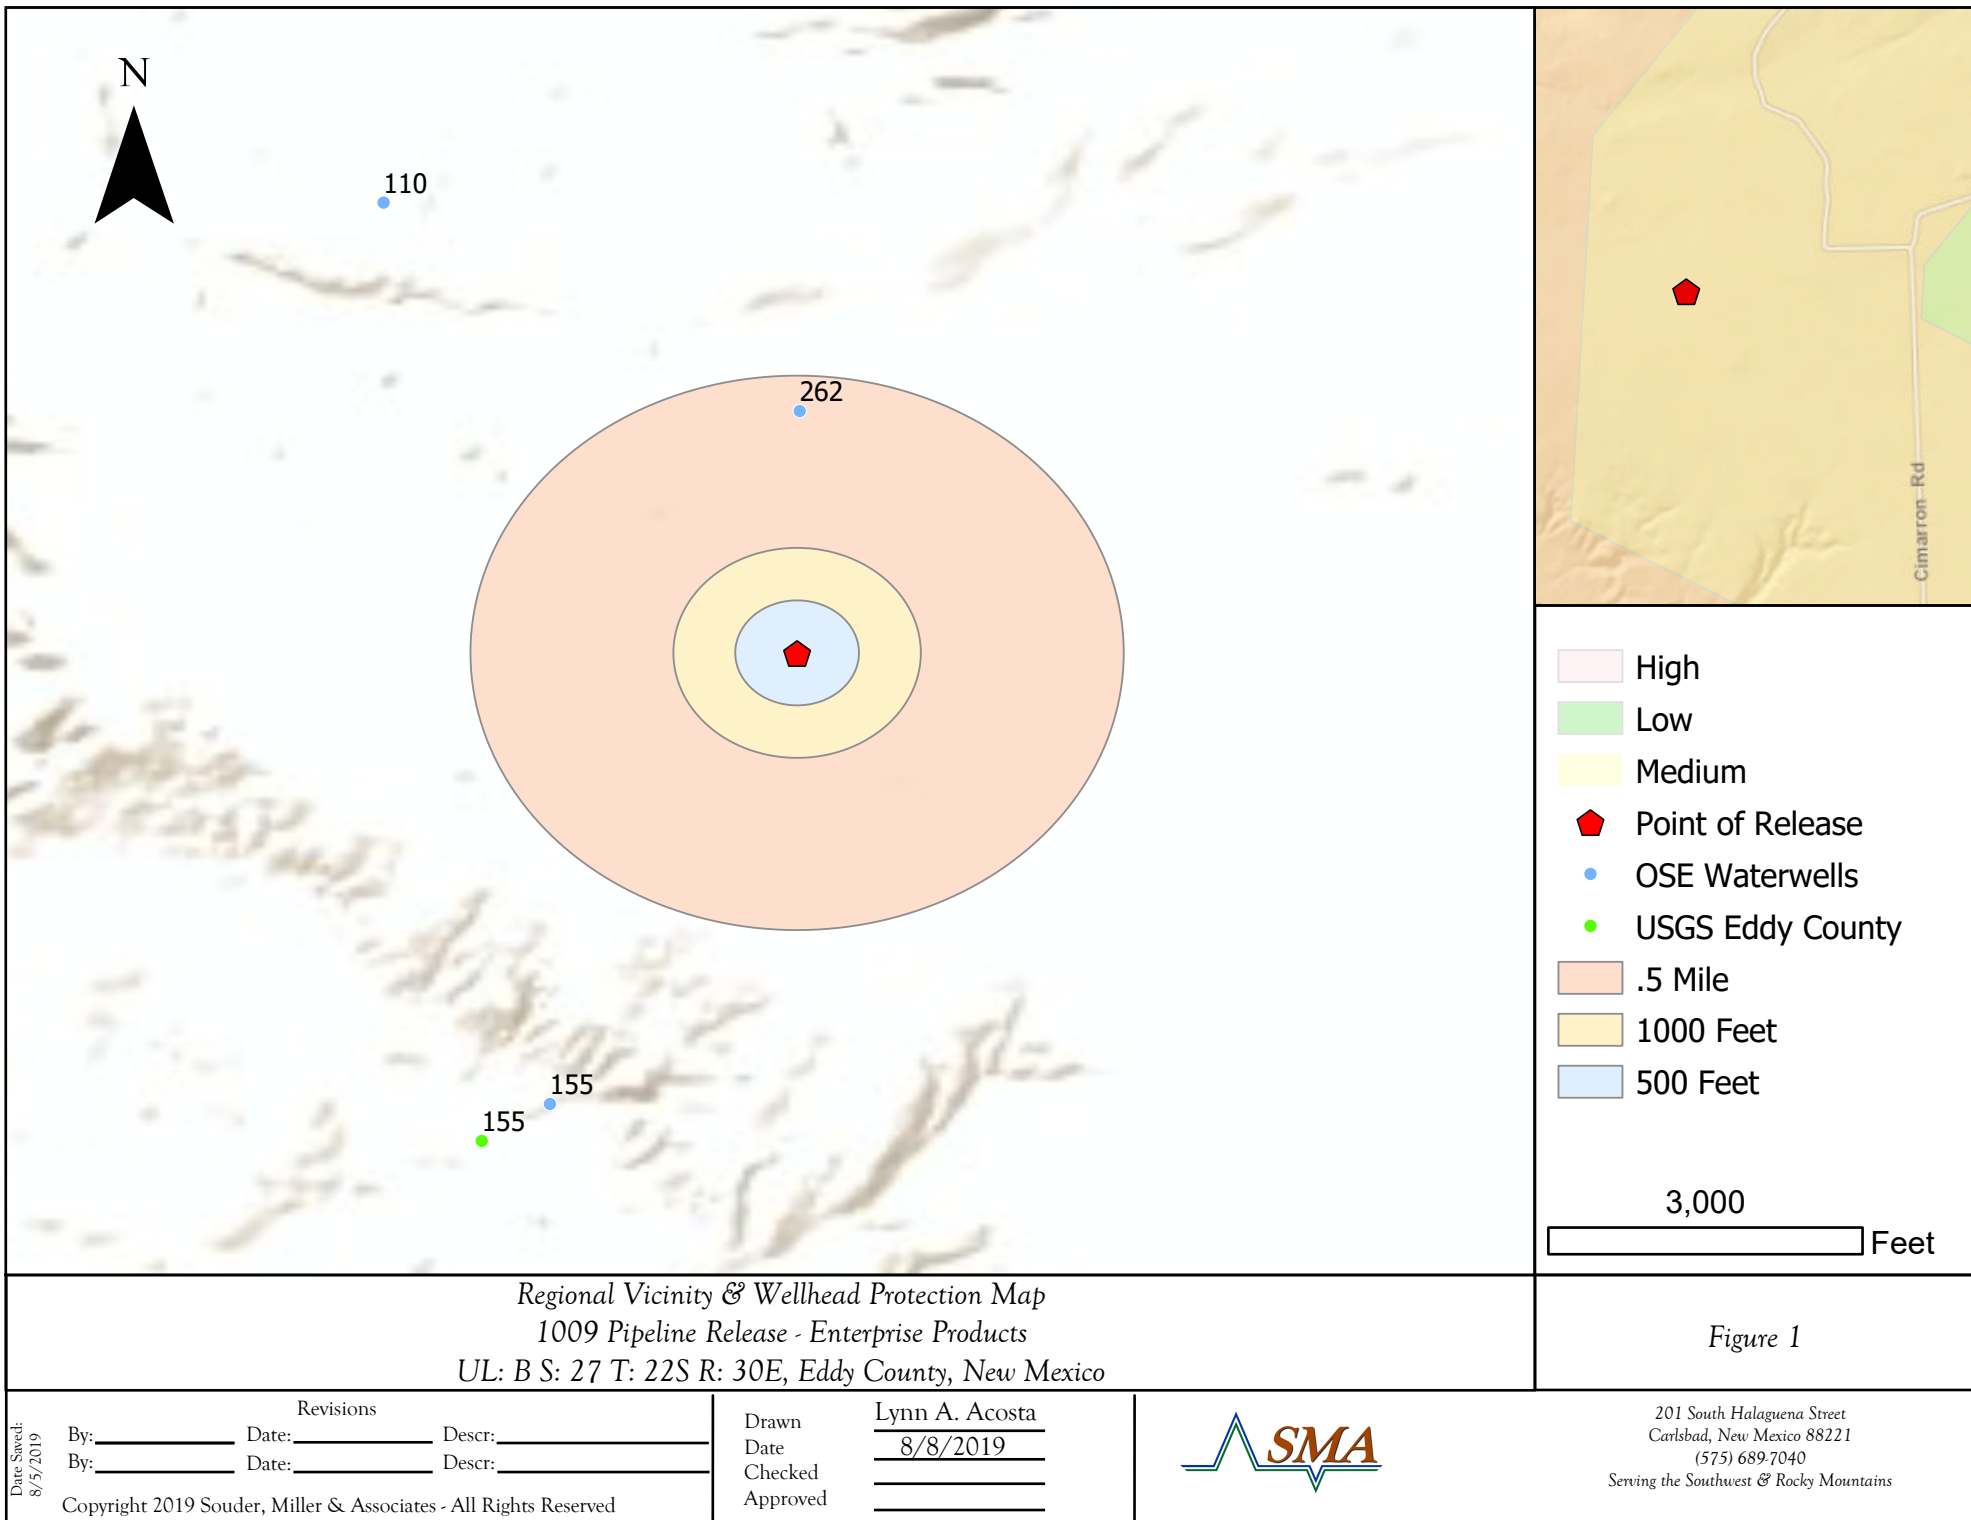 N
110
262
155
155
Cimarron Rd
High
Low
Medium
Point of Release
OSE Waterwells
USGS Eddy County
.5 Mile
1000 Feet
500 Feet
3,000
Feet
Regional Vicinity & Wellhead Protection Map
1009 Pipeline Release - Enterprise Products
UL: B S: 27 T: 22S R: 30E, Eddy County, New Mexico
Figure 1
Date Saved:
8/5/2019
Revisions
By: Date: Descr:
By: Date: Descr:
Copyright 2019 Souder, Miller & Associates - All Rights Reserved
Drawn Lynn A. Acosta
Date 8/8/2019
Checked
Approved
SMA
201 South Halaguena Street
Carlsbad, New Mexico 88221
(575) 689-7040
Serving the Southwest & Rocky Mountains